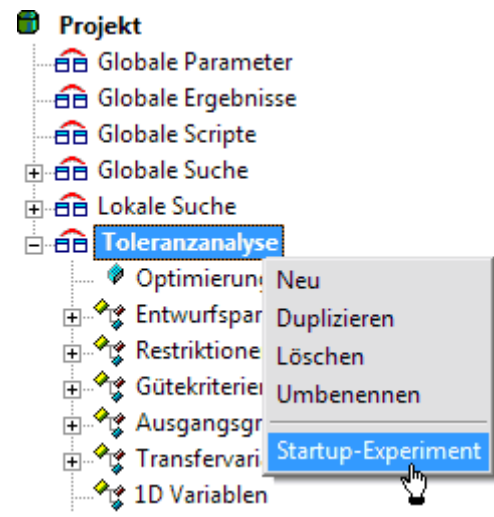 Projekt
Globale Parameter
Globale Ergebnisse
Globale Scripte
Globale Suche
Lokale Suche
Toleranzanalyse
Optimierun
Entwurfspar
Restriktione
Gütekriterie
Ausgangsgr
Transfervari
1D Variablen
Neu
Duplizieren
Löschen
Umbenennen
Startup-Experiment